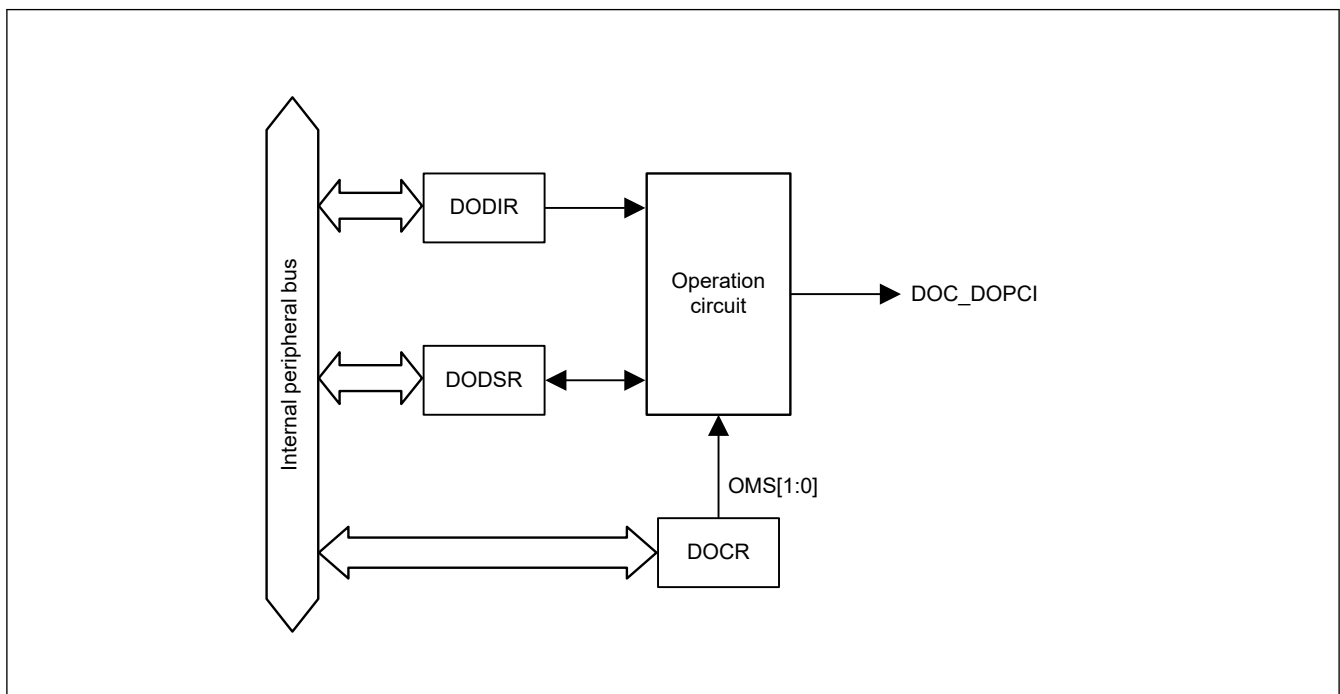 Internal peripheral bus
DODIR
DODSR
Operation
circuit
DOC_DOPCI
OMS[1:0]
DOCR